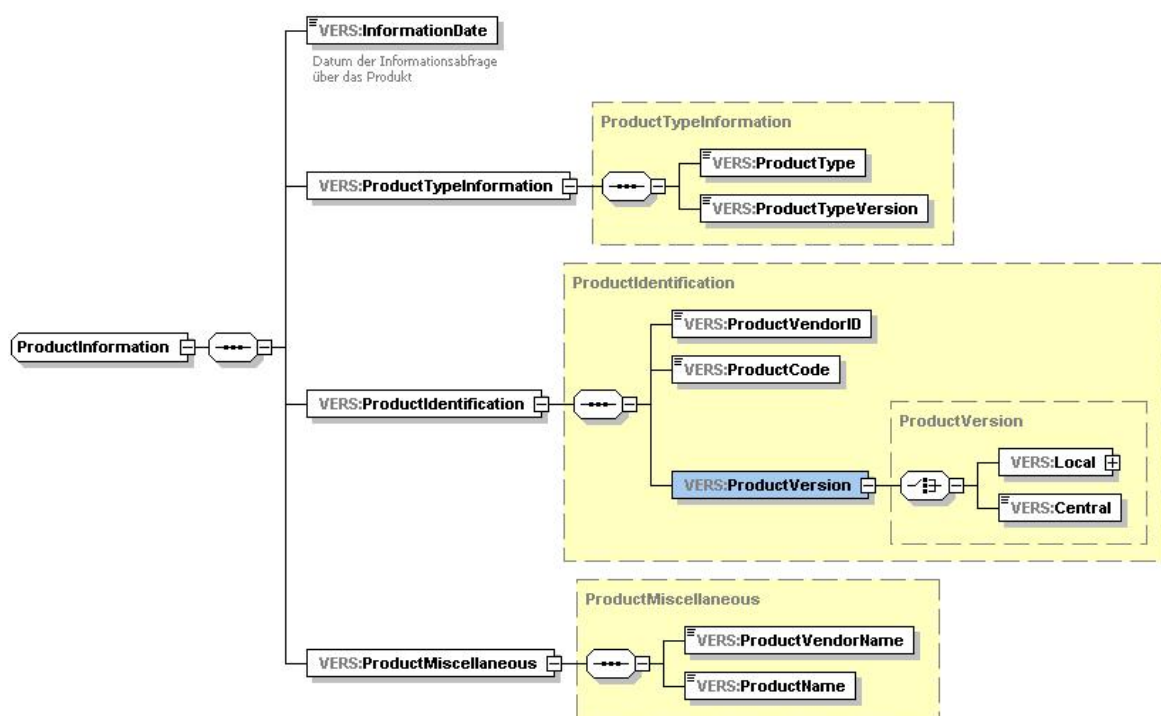 VERS:InformationDate
Datum der Informationsabfrage
über das Produkt
ProductTypeInformation
VERS:ProductType
VERS:ProductTypeInformation
VERS:ProductTypeVersion
ProductIdentification
VERS:ProductVendorID
ProductInformation
VERS:ProductCode
VERS:ProductIdentification
ProductVersion
VERS:Local
VERS:ProductVersion
VERS:Central
ProductMiscellaneous
VERS:ProductVendorName
VERS:ProductMiscellaneous
VERS:ProductName